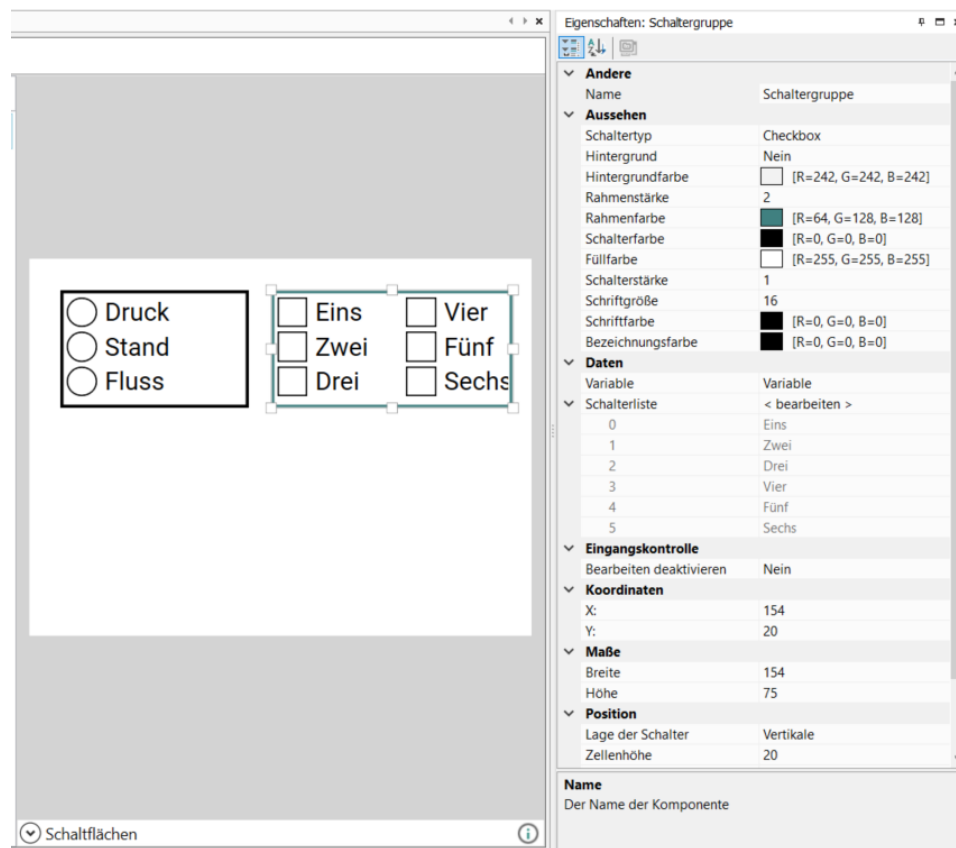 Eigenschaften: Schaltergruppe
Andere
Name Schaltergruppe
Aussehen
Schaltertyp Checkbox
Hintergrund Nein
Hintergrundfarbe [R=242, G=242, B=242]
Rahmenstärke 2
Rahmenfarbe [R=64, G=128, B=128]
Schalterfarbe [R=0, G=0, B=0]
Füllfarbe [R=255, G=255, B=255]
Schalterstärke 1
Schriftgröße 16
Schriftfarbe [R=0, G=0, B=0]
Bezeichnungsfarbe [R=0, G=0, B=0]
Daten
Variable Variable
Schalterliste < bearbeiten >
0 Eins
1 Zwei
2 Drei
3 Vier
4 Fünf
5 Sechs
Eingangskontrolle
Bearbeiten deaktivieren Nein
Koordinaten
X: 154
Y: 20
Maße
Breite 154
Höhe 75
Position
Lage der Schalter Vertikale
Zellenhöhe 20
Name
Der Name der Komponente
Druck
Stand
Fluss
Eins Vier
Zwei Fünf
Drei Sechs
Schaltflächen